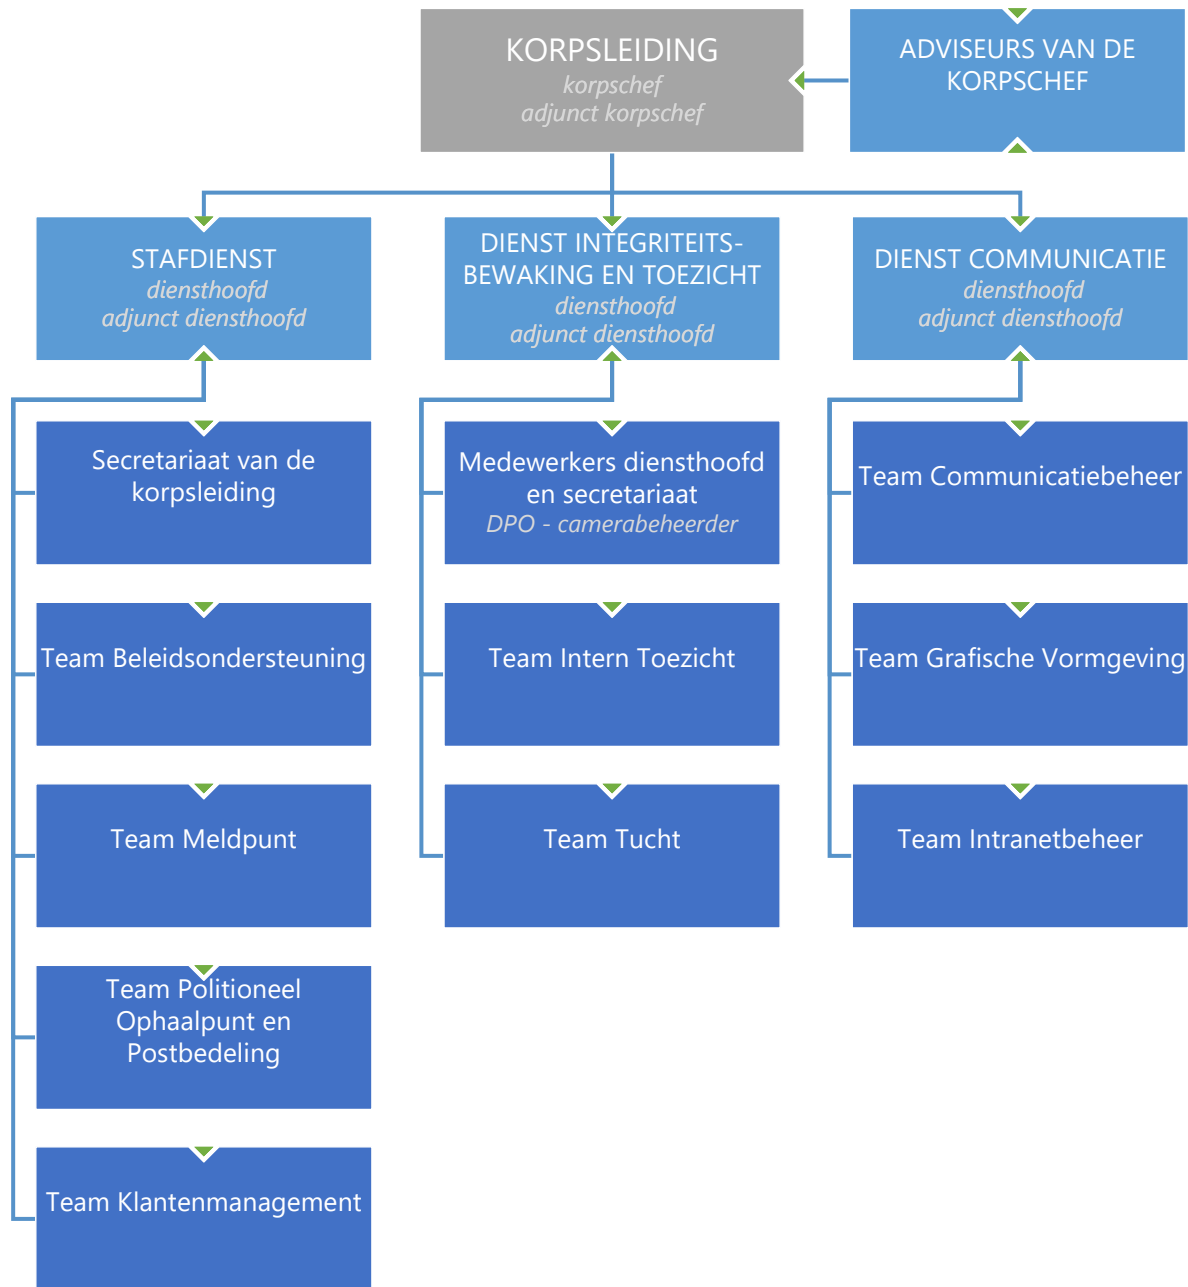 KORPSLEIDING
korpschef
adjunct korpschef
ADVISEURS VAN DE
KORPSCHEF
STAFDIENST
diensthoofd
adjunct diensthoofd
DIENST INTEGRITEITS-
BEWAKING EN TOEZICHT
diensthoofd
adjunct diensthoofd
DIENST COMMUNICATIE
diensthoofd
adjunct diensthoofd
Secretariaat van de
korpsleiding
Team Beleidsondersteuning
Team Meldpunt
Team Politioneel
Ophaalpunt en
Postbedeling
Team Klantenmanagement
Medewerkers diensthoofd
en secretariaat
DPO - camerabeheerder
Team Intern Toezicht
Team Tucht
Team Communicatiebeheer
Team Grafische Vormgeving
Team Intranetbeheer